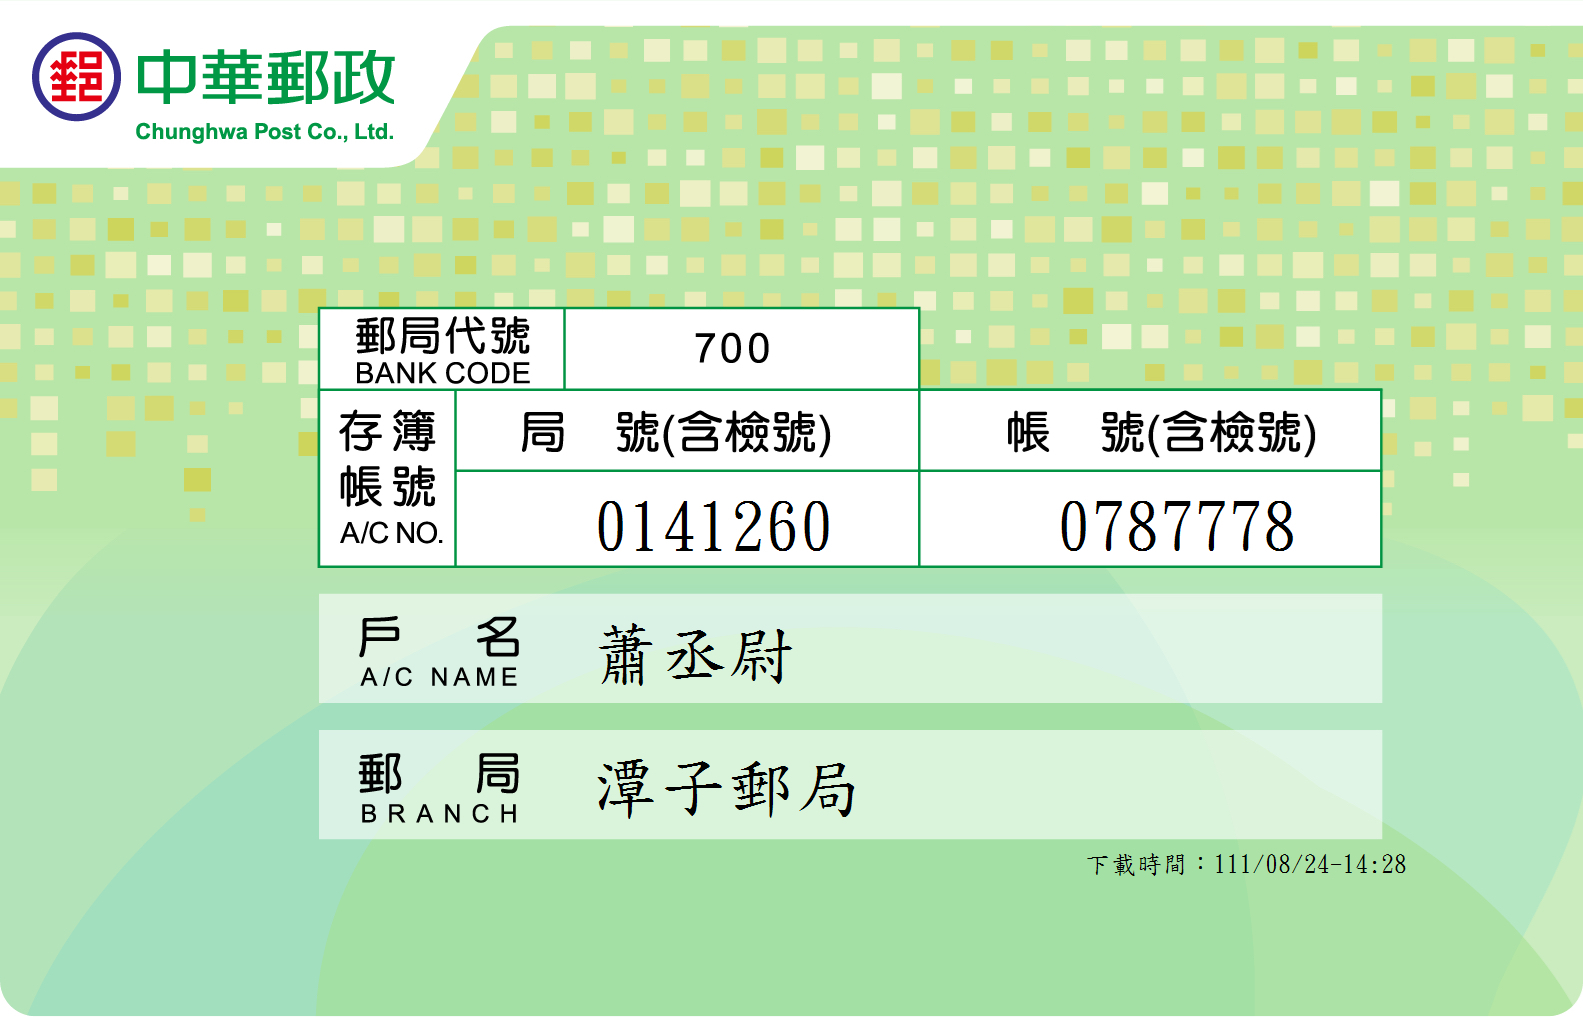 郵
中華郵政
Chunghwa Post Co., Ltd.
郵局代號
BANK CODE
700
存簿
帳號
A/C NO.
局 號(含檢號)
帳 號(含檢號)
0141260
0787778
戶 名
A/C NAME
蕭丞尉
郵 局
BRANCH
潭子郵局
下載時間：111/08/24-14:28